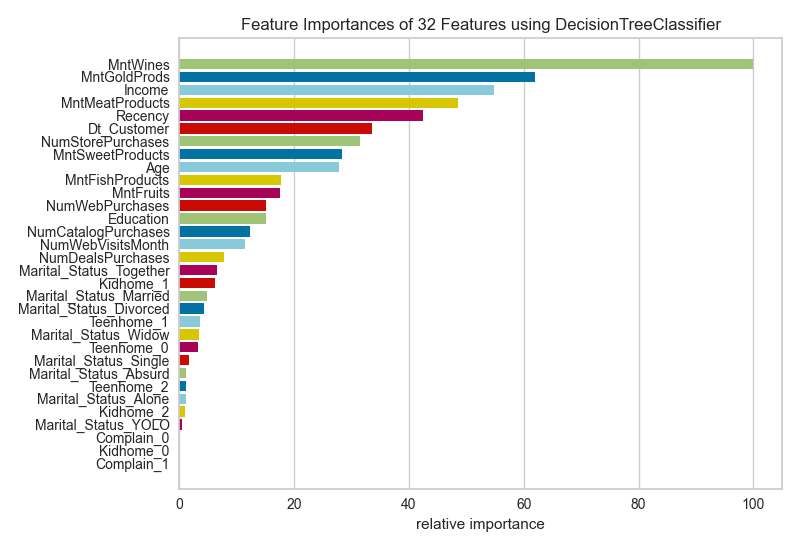 Feature Importances of 32 Features using DecisionTreeClassifier
MntWines
MntGoldProds
Income
MntMeatProducts
Recency
Dt_Customer
NumStorePurchases
MntSweetProducts
Age
MntFishProducts
MntFruits
NumWebPurchases
Education
NumCatalogPurchases
NumWebVisitsMonth
NumDealsPurchases
Marital_Status_Together
Kidhome_1
Marital_Status_Married
Marital_Status_Divorced
Teenhome_1
Marital_Status_Widow
Teenhome_0
Marital_Status_Single
Marital_Status_Absurd
Teenhome_2
Marital_Status_Alone
Kidhome_2
Marital_Status_YOLO
Complain_0
Kidhome_0
Complain_1
0 20 40 60 80 100
relative importance